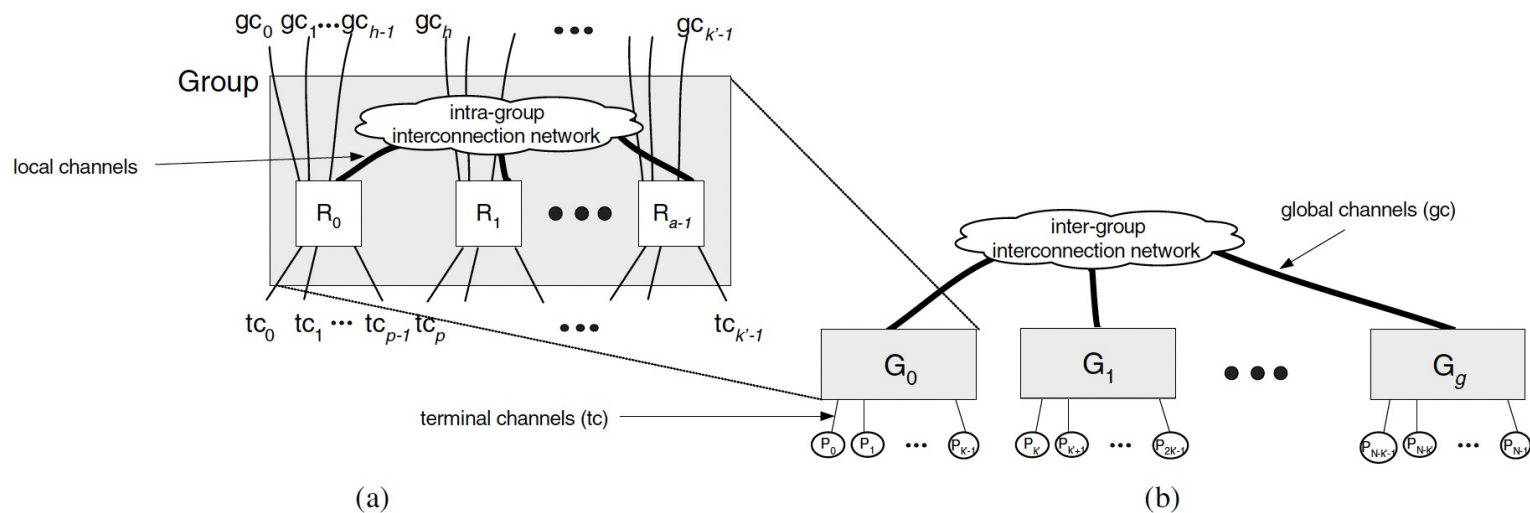 gc0 gc1 ••• gch-1 gch ••• gck'-1
Group
intra-group
interconnection network
local channels
R0 R1 ••• Ra-1
tc0 tc1 ••• tcp-1 tcp ••• tck'-1
inter-group
interconnection network
global channels (gc)
G0 G1 ••• Gg
terminal channels (tc)
P0 P1 ••• Pk'-1 Pk' Pk'+1 ••• P2k'-1 PN-k'-1 PN-k' ••• PN-1
(a) (b)